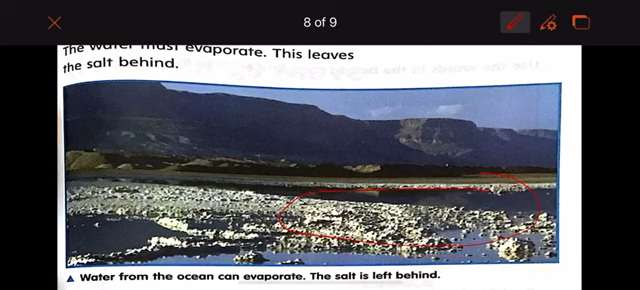 8 of 9
The water must evaporate. This leaves
the salt behind.
▲ Water from the ocean can evaporate. The salt is left behind.